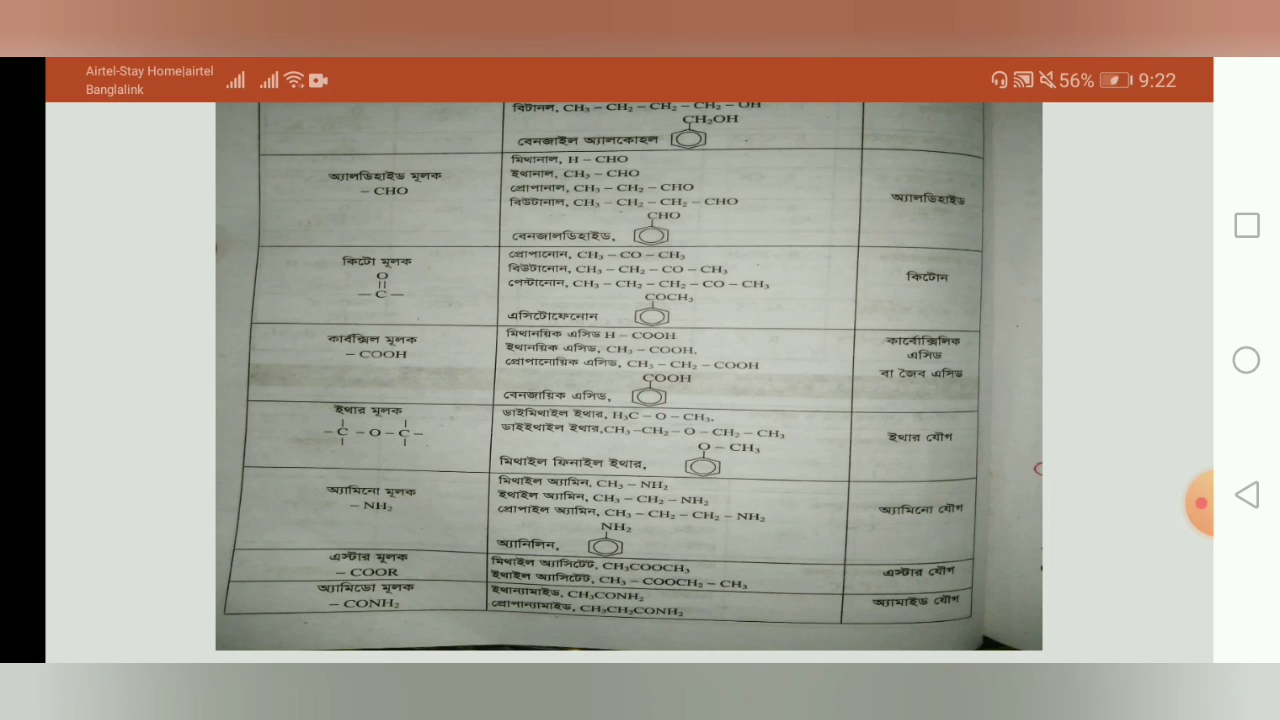 Airtel-Stay Home|airtel
Banglalink
56% 9:22
বিটানল, CH₃ – CH₂ – CH₂ – CH₂ – OH
CH₂OH
বেনজাইল অ্যালকোহল
অ্যালডিহাইড মূলক
– CHO
মিথানাল, H – CHO
ইথানাল, CH₃ – CHO
প্রোপানাল, CH₃ – CH₂ – CHO
বিউটানাল, CH₃ – CH₂ – CH₂ – CHO
CHO
বেনজালডিহাইড,
অ্যালডিহাইড
কিটো মূলক
O
||
— C —
প্রোপানোন, CH₃ – CO – CH₃
বিউটানোন, CH₃ – CH₂ – CO – CH₃
পেন্টানোন, CH₃ – CH₂ – CH₂ – CO – CH₃
COCH₃
এসিটোফেনোন
কিটোন
কার্বক্সিল মূলক
– COOH
মিথানয়িক এসিড H – COOH
ইথানয়িক এসিড, CH₃ – COOH,
প্রোপানোয়িক এসিড, CH₃ – CH₂ – COOH
COOH
বেনজায়িক এসিড,
কার্বোক্সিলিক
এসিড
বা জৈব এসিড
ইথার মূলক
– C – O – C –
ডাইমিথাইল ইথার, H₃C – O – CH₃,
ডাইইথাইল ইথার,CH₃ –CH₂ – O – CH₂ – CH₃
O – CH₃
মিথাইল ফিনাইল ইথার,
ইথার যৌগ
অ্যামিনো মূলক
– NH₂
মিথাইল অ্যামিন, CH₃ – NH₂
ইথাইল অ্যামিন, CH₃ – CH₂ – NH₂
প্রোপাইল অ্যামিন, CH₃ – CH₂ – CH₂ – NH₂
NH₂
অ্যানিলিন,
অ্যামিনো যৌগ
এস্টার মূলক
– COOR
মিথাইল অ্যাসিটেট, CH₃COOCH₃
ইথাইল অ্যাসিটেট, CH₃ – COOCH₂ – CH₃
এস্টার যৌগ
অ্যামিডো মূলক
– CONH₂
ইথান্যামাইড, CH₃CONH₂
প্রোপান্যামাইড, CH₃CH₂CONH₂
অ্যামাইড যৌগ